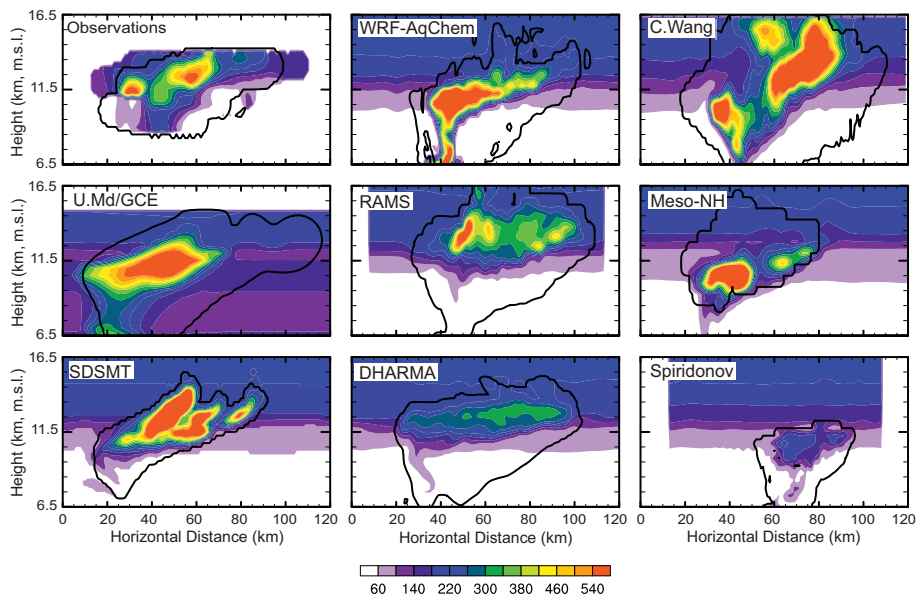 16.5
11.5
6.5
Height (km, m.s.l.)
Observations
WRF-AqChem
C.Wang
16.5
11.5
6.5
Height (km, m.s.l.)
U.Md/GCE
RAMS
Meso-NH
16.5
11.5
6.5
Height (km, m.s.l.)
SDSMT
DHARMA
Spiridonov
0 20 40 60 80 100 120
0 20 40 60 80 100 120
0 20 40 60 80 100 120
Horizontal Distance (km)
Horizontal Distance (km)
Horizontal Distance (km)
60 140 220 300 380 460 540